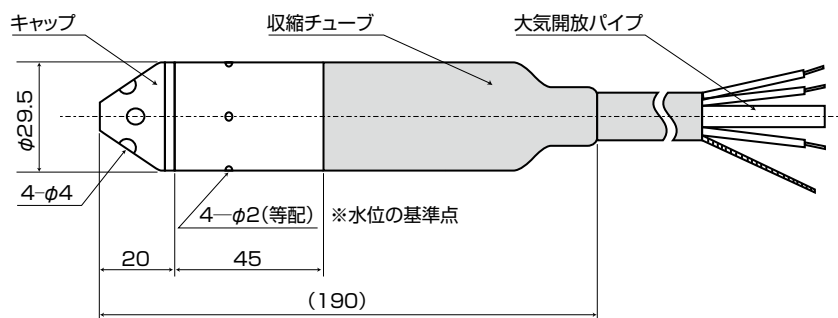 キャップ
収縮チューブ
大気開放パイプ
φ29.5
4-φ4
4—φ2(等配) ※水位の基準点
20
45
(190)